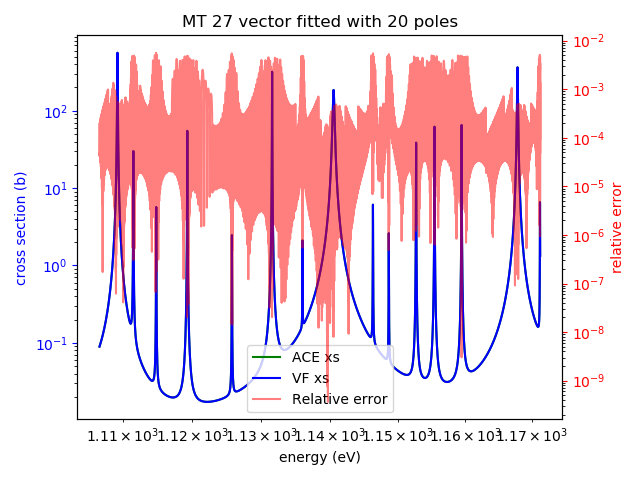 MT 27 vector fitted with 20 poles
cross section (b)
10²
10¹
10⁰
10⁻¹
10⁻²
10⁻³
10⁻⁴
10⁻⁵
10⁻⁶
10⁻⁷
10⁻⁸
10⁻⁹
relative error
ACE xs
VF xs
Relative error
1.11 × 10³ 1.12 × 10³ 1.13 × 10³ 1.14 × 10³ 1.15 × 10³ 1.16 × 10³ 1.17 × 10³
energy (eV)